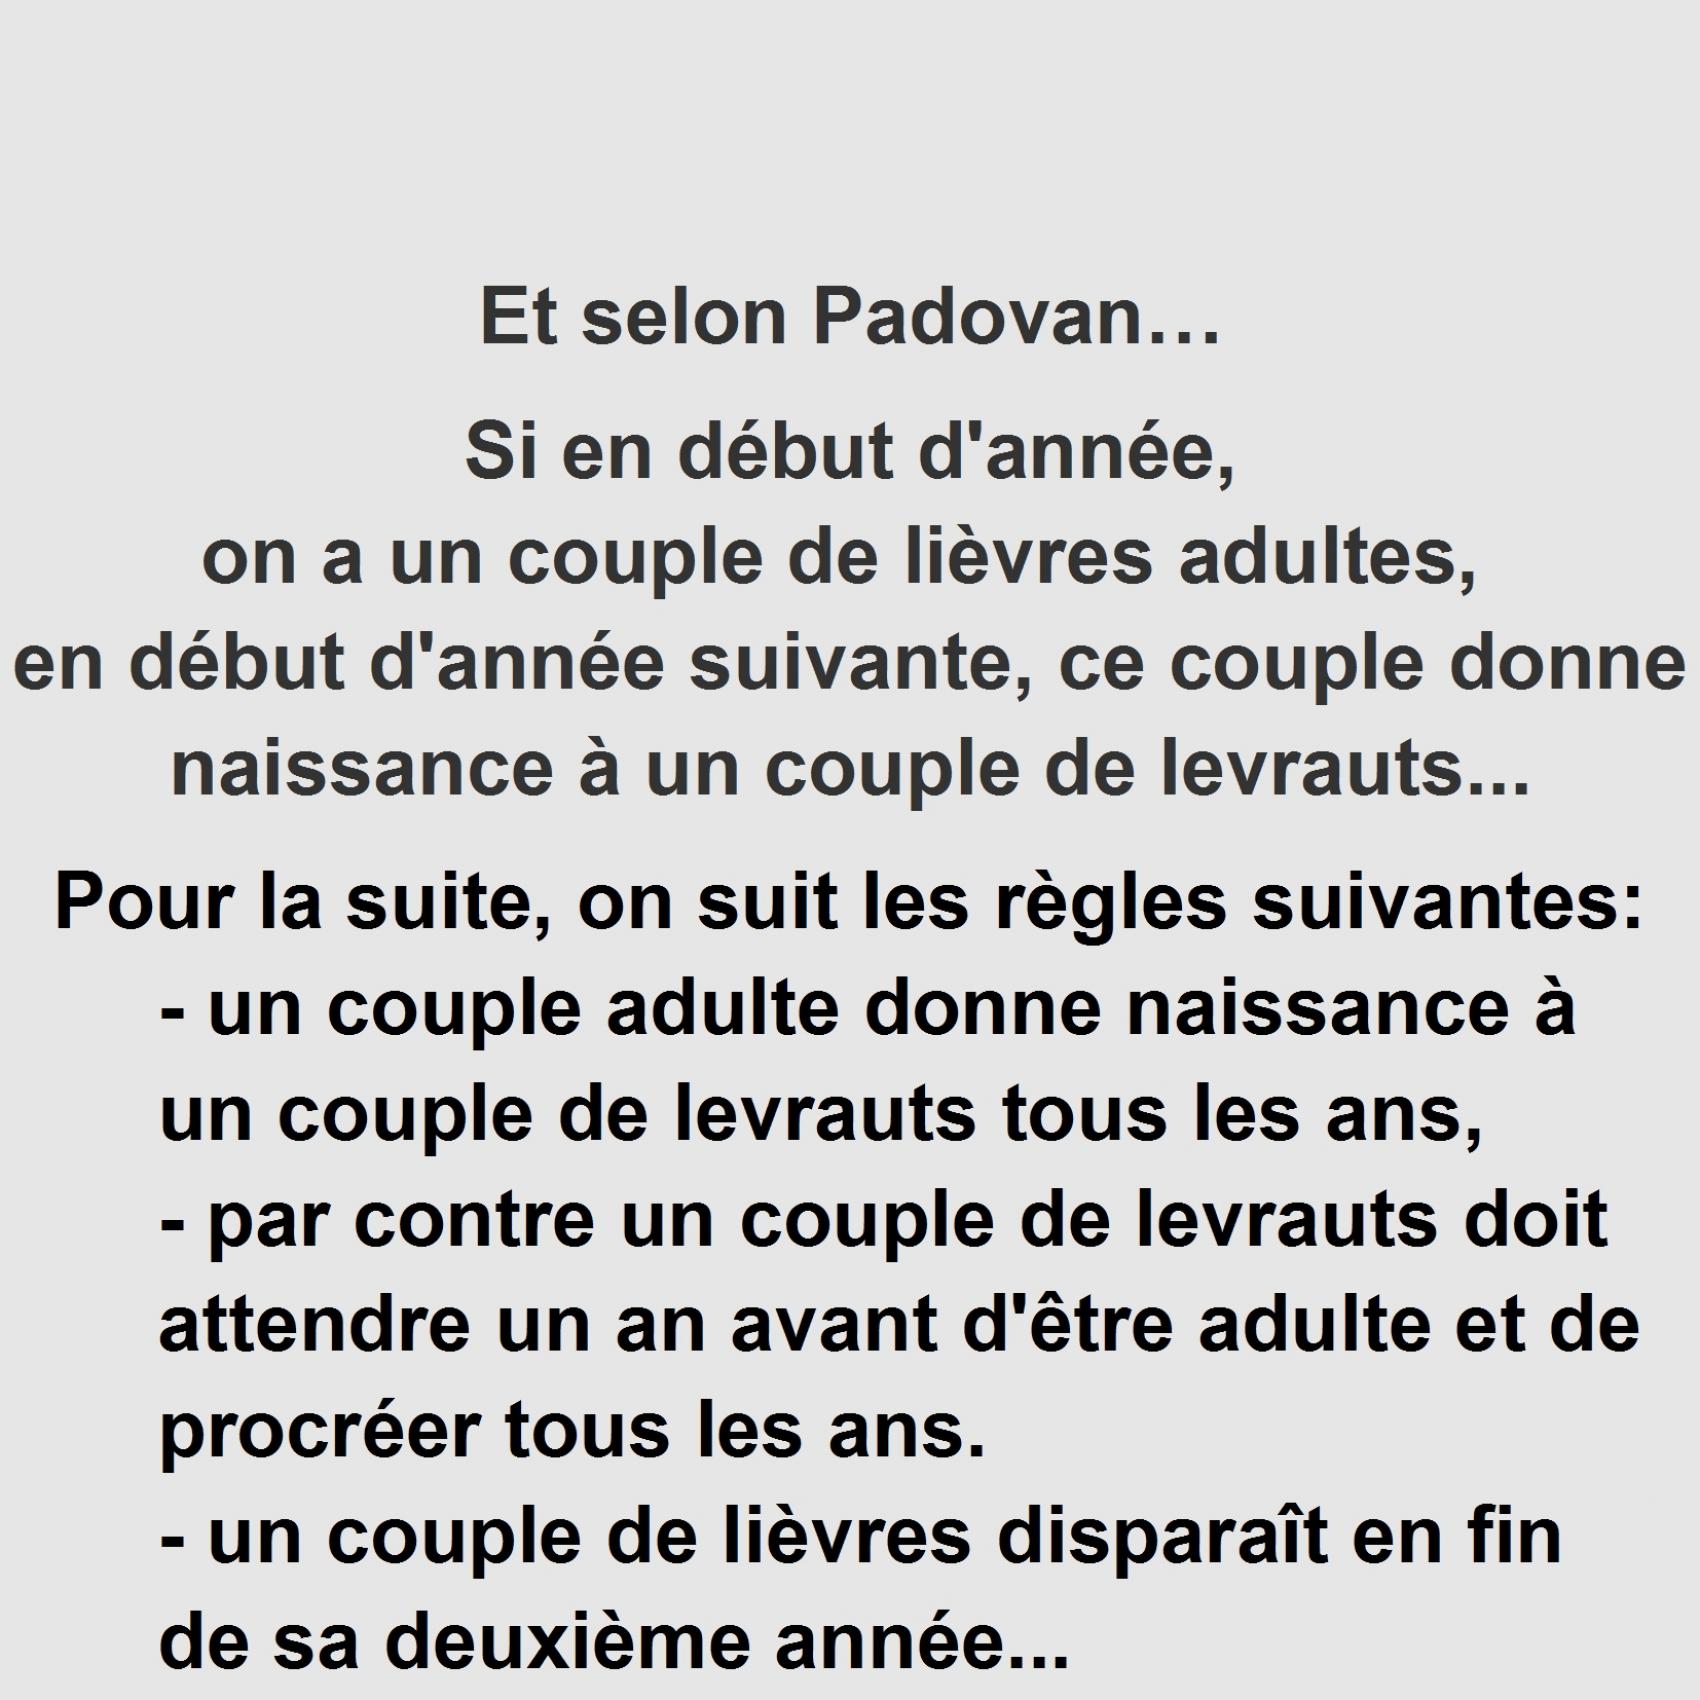 Et selon Padovan…
Si en début d'année,
on a un couple de lièvres adultes,
en début d'année suivante, ce couple donne
naissance à un couple de levrauts...
Pour la suite, on suit les règles suivantes:
- un couple adulte donne naissance à
un couple de levrauts tous les ans,
- par contre un couple de levrauts doit
attendre un an avant d'être adulte et de
procréer tous les ans.
- un couple de lièvres disparaît en fin
de sa deuxième année...